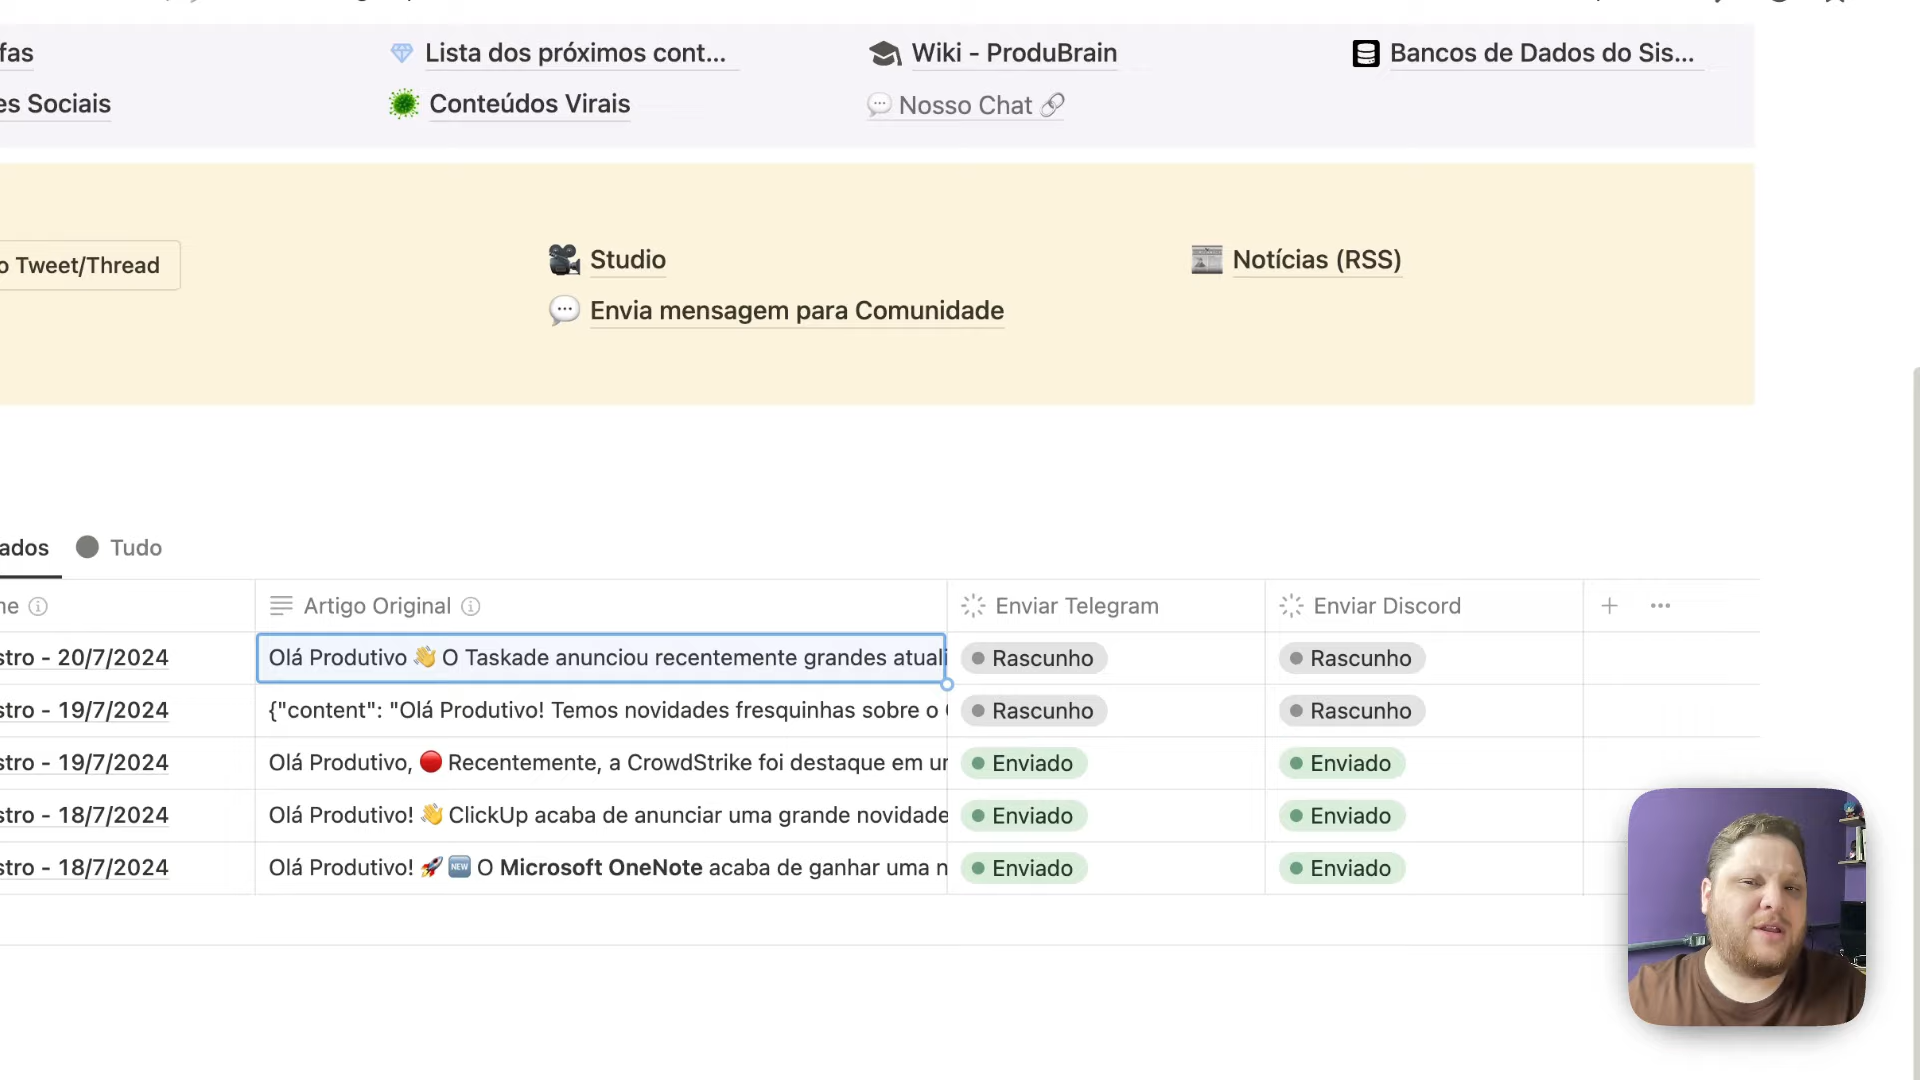 fas
Lista dos próximos cont...
Wiki - ProduBrain
Bancos de Dados do Sis...
es Sociais
Conteúdos Virais
Nosso Chat
o Tweet/Thread
Studio
Notícias (RSS)
Envia mensagem para Comunidade
ados
Tudo
me
Artigo Original
Enviar Telegram
Enviar Discord
stro - 20/7/2024
Olá Produtivo 👋 O Taskade anunciou recentemente grandes atuali
Rascunho
Rascunho
stro - 19/7/2024
{"content": "Olá Produtivo! Temos novidades fresquinhas sobre o
Rascunho
Rascunho
stro - 19/7/2024
Olá Produtivo, 🔴 Recentemente, a CrowdStrike foi destaque em
Enviado
Enviado
stro - 18/7/2024
Olá Produtivo! 👋 ClickUp acaba de anunciar uma grande novidade
Enviado
Enviado
stro - 18/7/2024
Olá Produtivo! 🚀 🆕 O Microsoft OneNote acaba de ganhar uma n
Enviado
Enviado